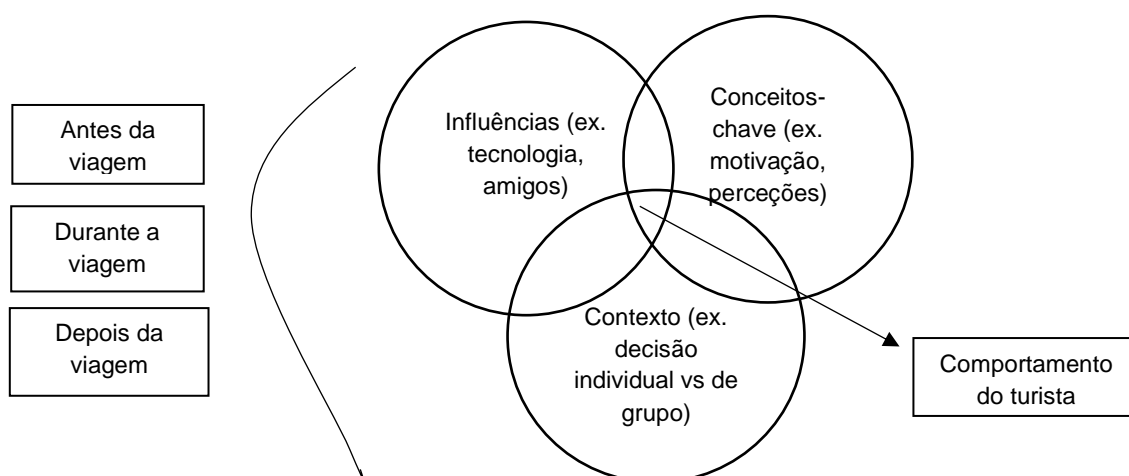 Antes da
viagem
Durante a
viagem
Depois da
viagem
Influências (ex.
tecnologia,
amigos)
Conceitos-
chave (ex.
motivação,
perceções)
Contexto (ex.
decisão
individual vs de
grupo)
Comportamento
do turista